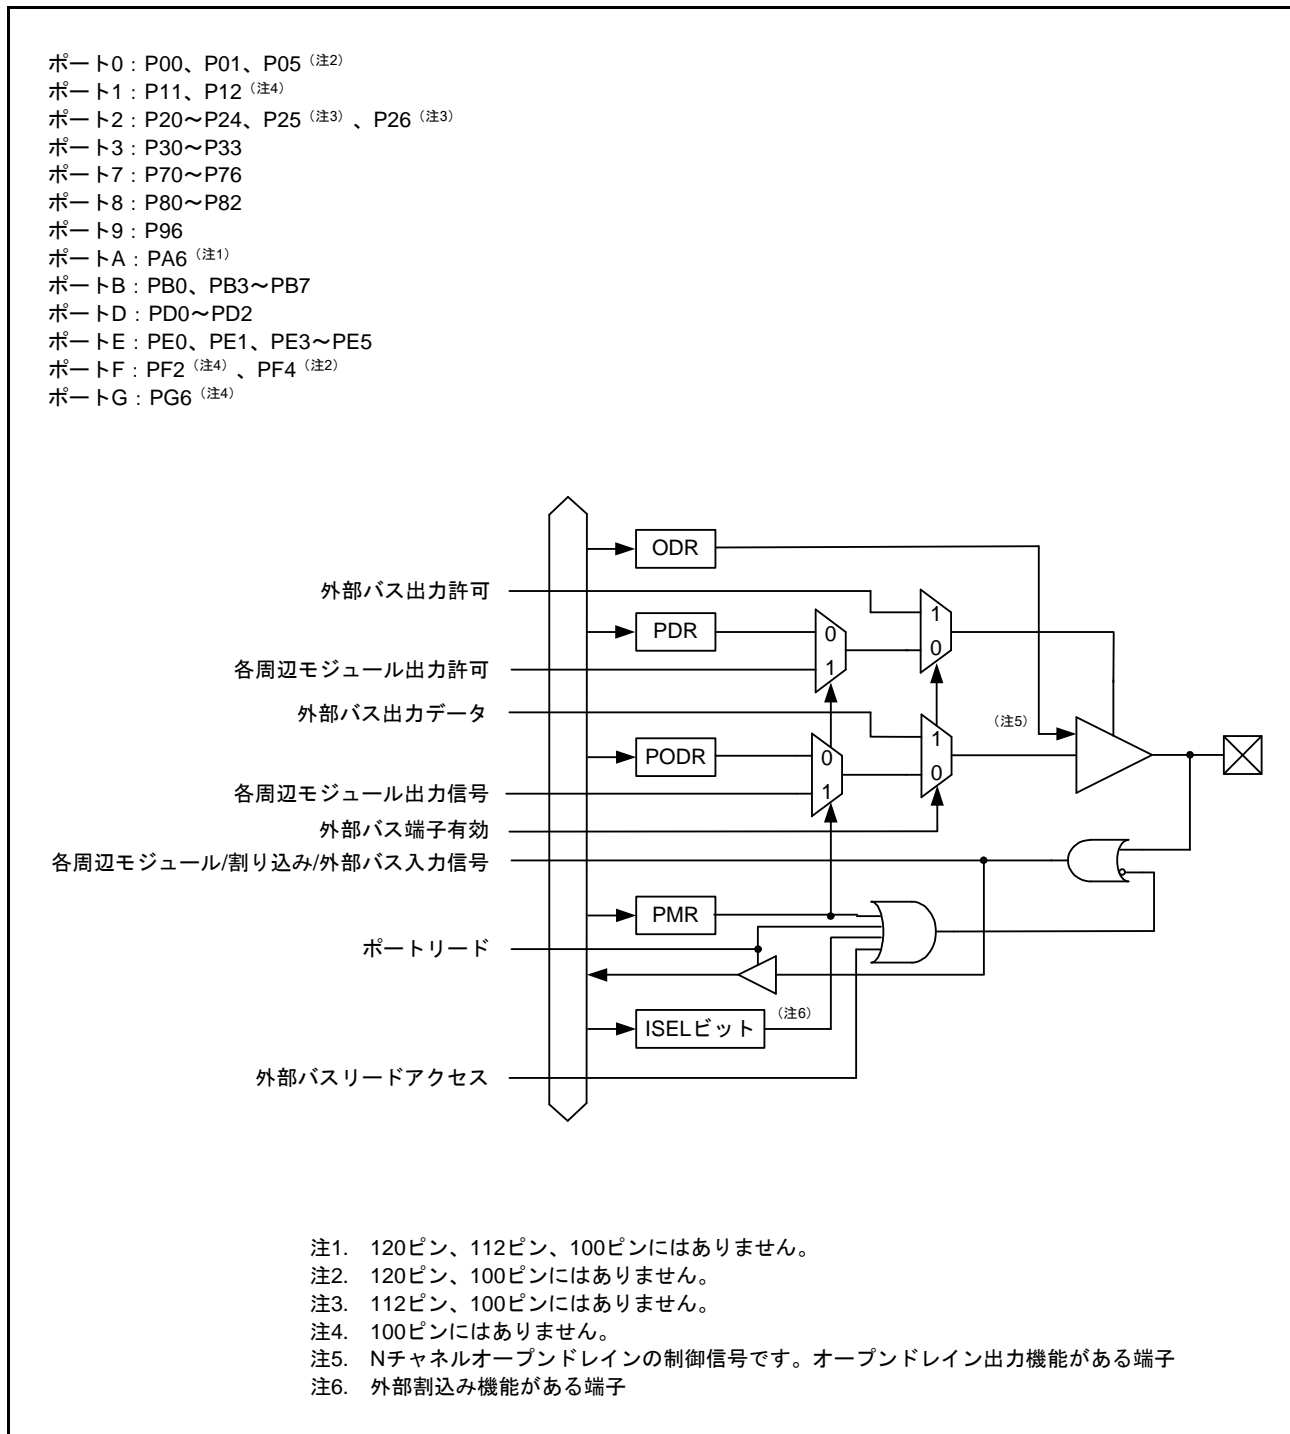 ポート0 : P00、P01、P05 (注2)
ポート1 : P11、P12 (注4)
ポート2 : P20～P24、P25 (注3) 、P26 (注3)
ポート3 : P30～P33
ポート7 : P70～P76
ポート8 : P80～P82
ポート9 : P96
ポートA : PA6 (注1)
ポートB : PB0、PB3～PB7
ポートD : PD0～PD2
ポートE : PE0、PE1、PE3～PE5
ポートF : PF2 (注4) 、PF4 (注2)
ポートG : PG6 (注4)
ODR
外部バス出力許可
1
PDR
0
0
各周辺モジュール出力許可
1
外部バス出力データ
(注5)
1
PODR
0
0
各周辺モジュール出力信号
1
外部バス端子有効
各周辺モジュール/割り込み/外部バス入力信号
PMR
ポートリード
ISELビット
(注6)
外部バスリードアクセス
注1. 120ピン、112ピン、100ピンにはありません。
注2. 120ピン、100ピンにはありません。
注3. 112ピン、100ピンにはありません。
注4. 100ピンにはありません。
注5. Nチャネルオープンドレインの制御信号です。オープンドレイン出力機能がある端子
注6. 外部割込み機能がある端子